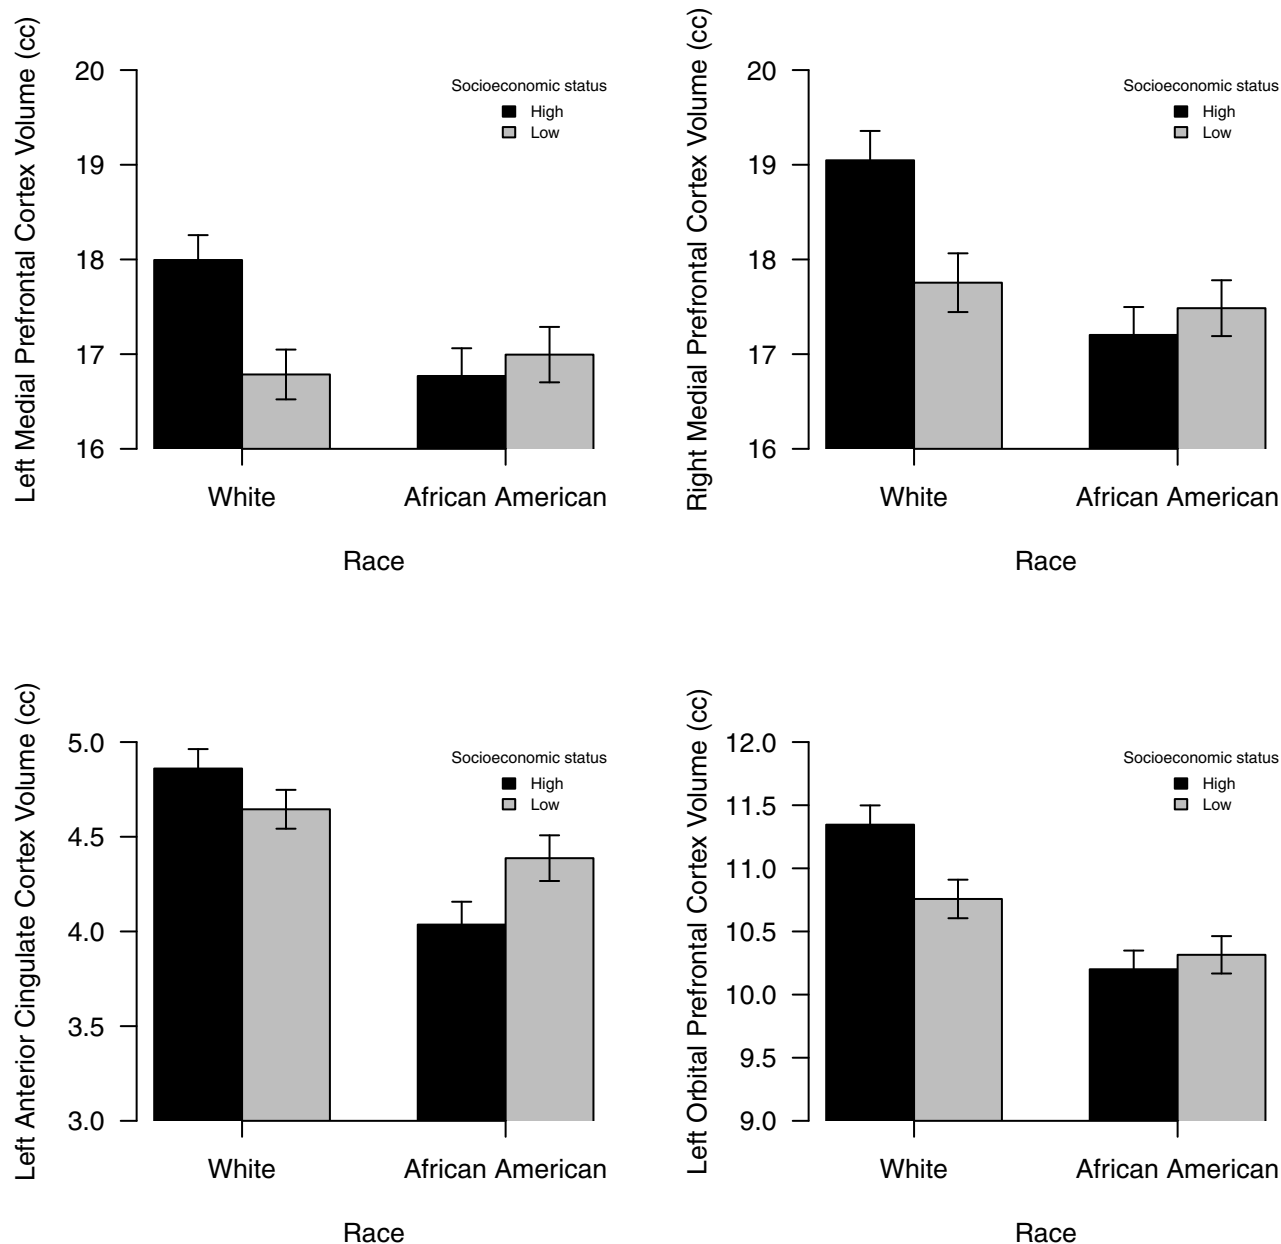 Left Medial Prefrontal Cortex Volume (cc)
20
19
18
17
16
Socioeconomic status
High
Low
White
African American
Race
Right Medial Prefrontal Cortex Volume (cc)
20
19
18
17
16
Socioeconomic status
High
Low
White
African American
Race
Left Anterior Cingulate Cortex Volume (cc)
5.0
4.5
4.0
3.5
3.0
Socioeconomic status
High
Low
White
African American
Race
Left Orbital Prefrontal Cortex Volume (cc)
12.0
11.5
11.0
10.5
10.0
9.5
9.0
Socioeconomic status
High
Low
White
African American
Race